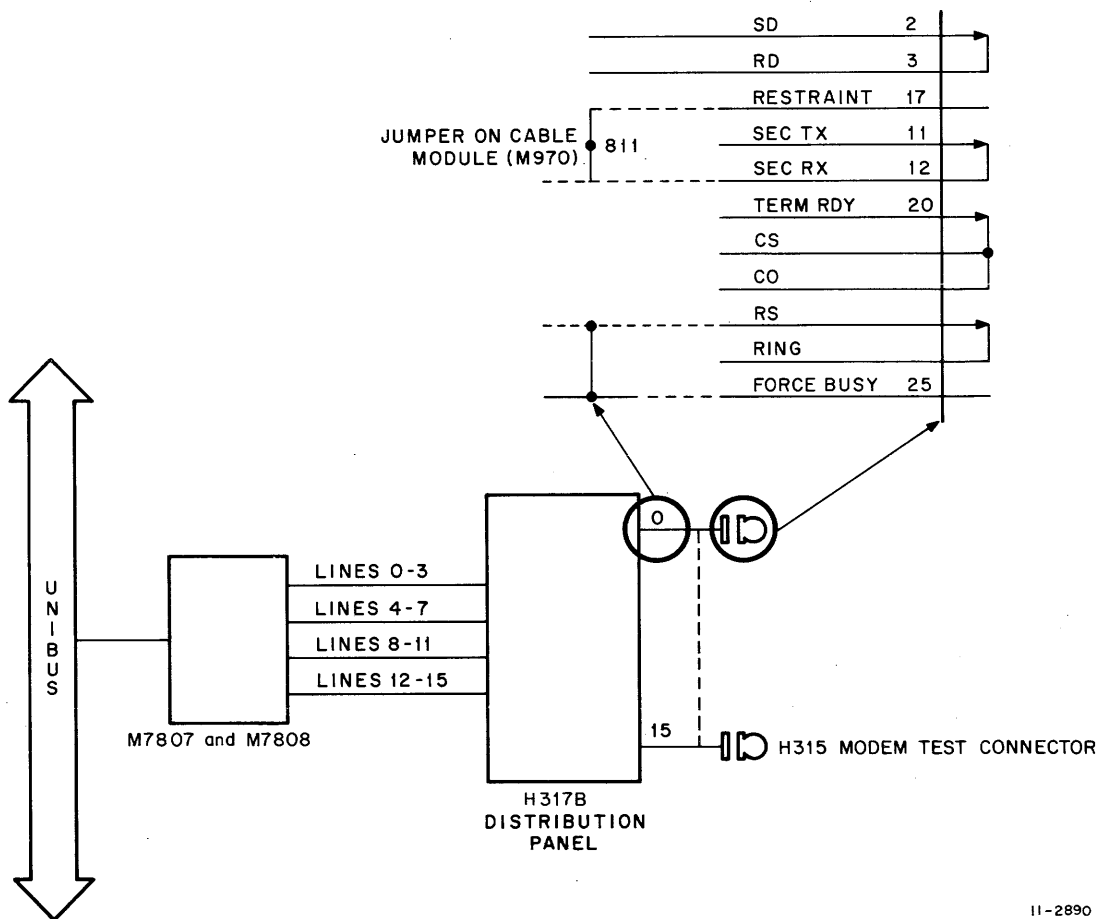 SD 2
RD 3
RESTRAINT 17
JUMPER ON CABLE
MODULE (M970)
811
SEC TX 11
SEC RX 12
TERM RDY 20
CS
CO
RS
RING
FORCE BUSY 25
UNIBUS
LINES 0-3
LINES 4-7
LINES 8-11
LINES 12-15
M7807 and M7808
0
15
H315 MODEM TEST CONNECTOR
H317B
DISTRIBUTION
PANEL
11-2890